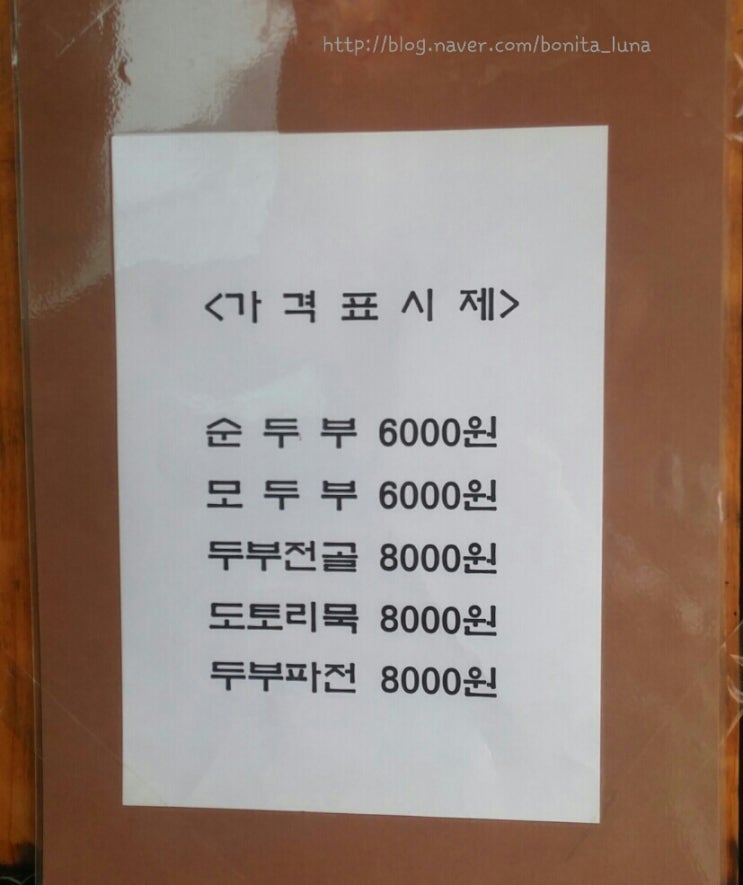 http://blog.naver.com/bonita_luna
<가 격 표 시 제>
순 두 부 6000원
모 두 부 6000원
두부전골 8000원
도토리묵 8000원
두부파전 8000원